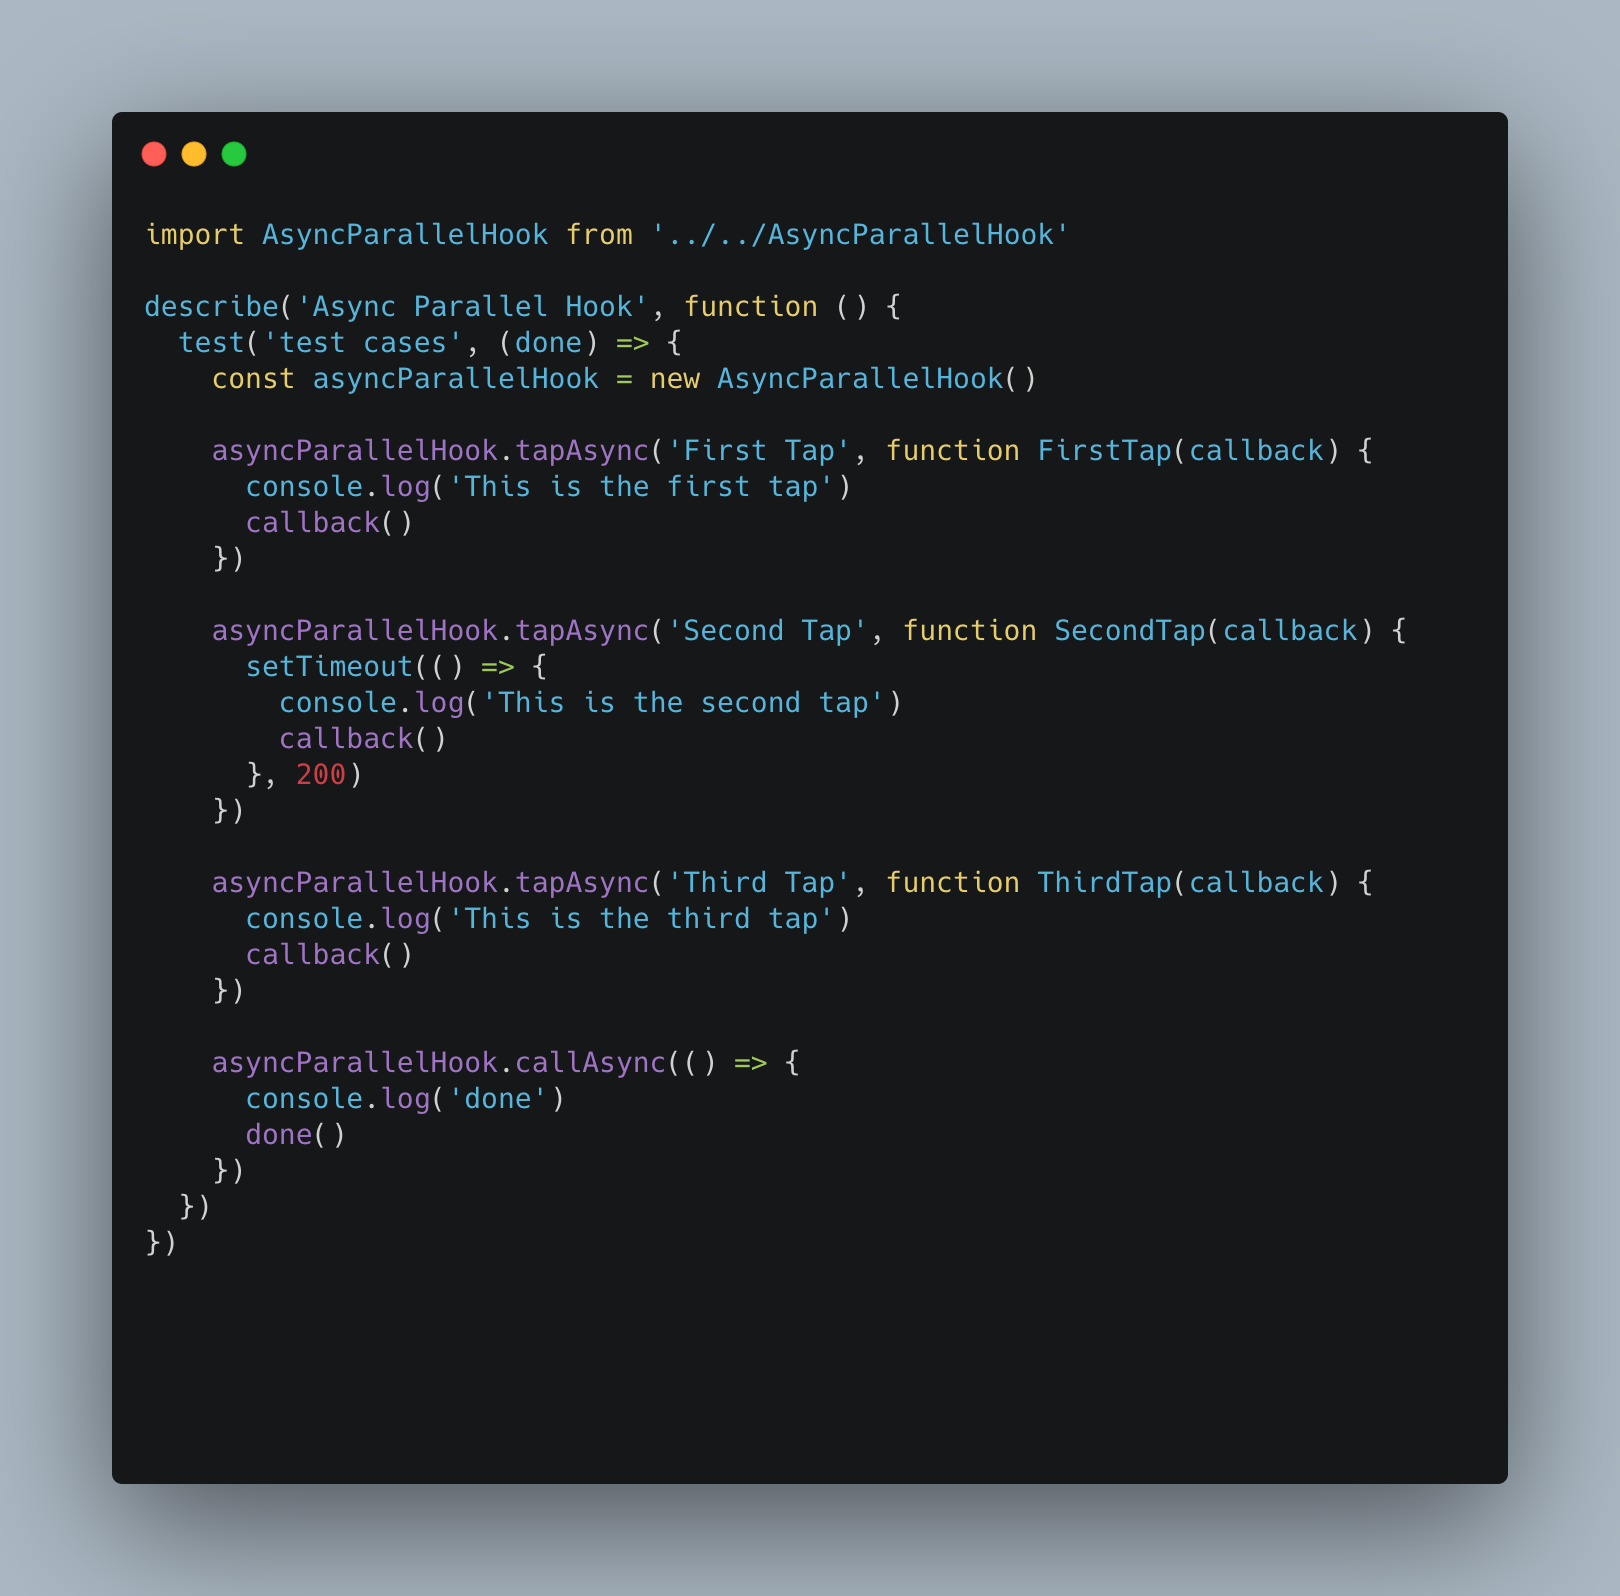 import AsyncParallelHook from '../../AsyncParallelHook'

describe('Async Parallel Hook', function () {
  test('test cases', (done) => {
    const asyncParallelHook = new AsyncParallelHook()

    asyncParallelHook.tapAsync('First Tap', function FirstTap(callback) {
      console.log('This is the first tap')
      callback()
    })

    asyncParallelHook.tapAsync('Second Tap', function SecondTap(callback) {
      setTimeout(() => {
        console.log('This is the second tap')
        callback()
      }, 200)
    })

    asyncParallelHook.tapAsync('Third Tap', function ThirdTap(callback) {
      console.log('This is the third tap')
      callback()
    })

    asyncParallelHook.callAsync(() => {
      console.log('done')
      done()
    })
  })
})